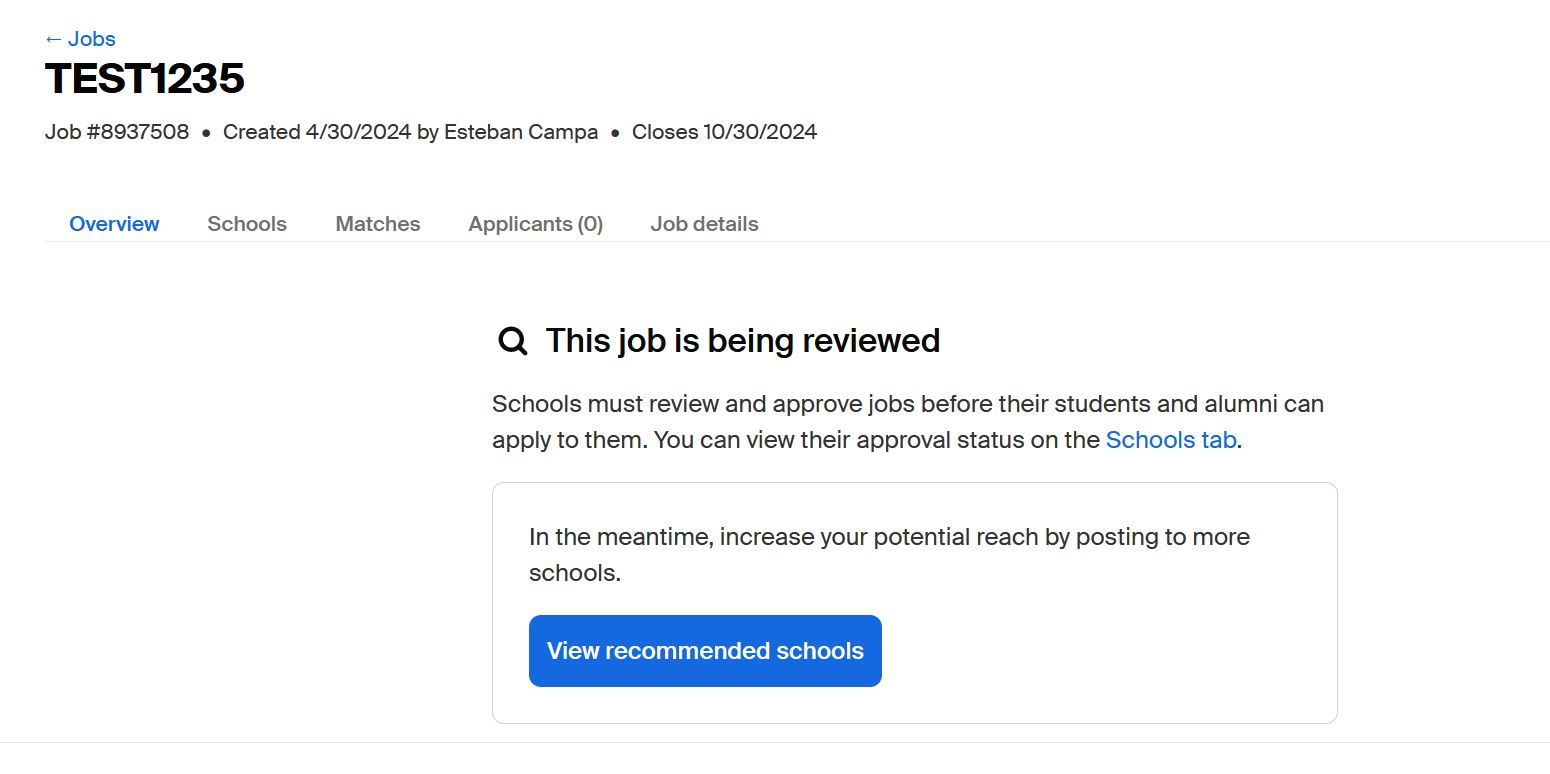 ← Jobs
TEST1235
Job #8937508 • Created 4/30/2024 by Esteban Campa • Closes 10/30/2024
Overview Schools Matches Applicants (0) Job details
This job is being reviewed
Schools must review and approve jobs before their students and alumni can
apply to them. You can view their approval status on the Schools tab.
In the meantime, increase your potential reach by posting to more
schools.
View recommended schools